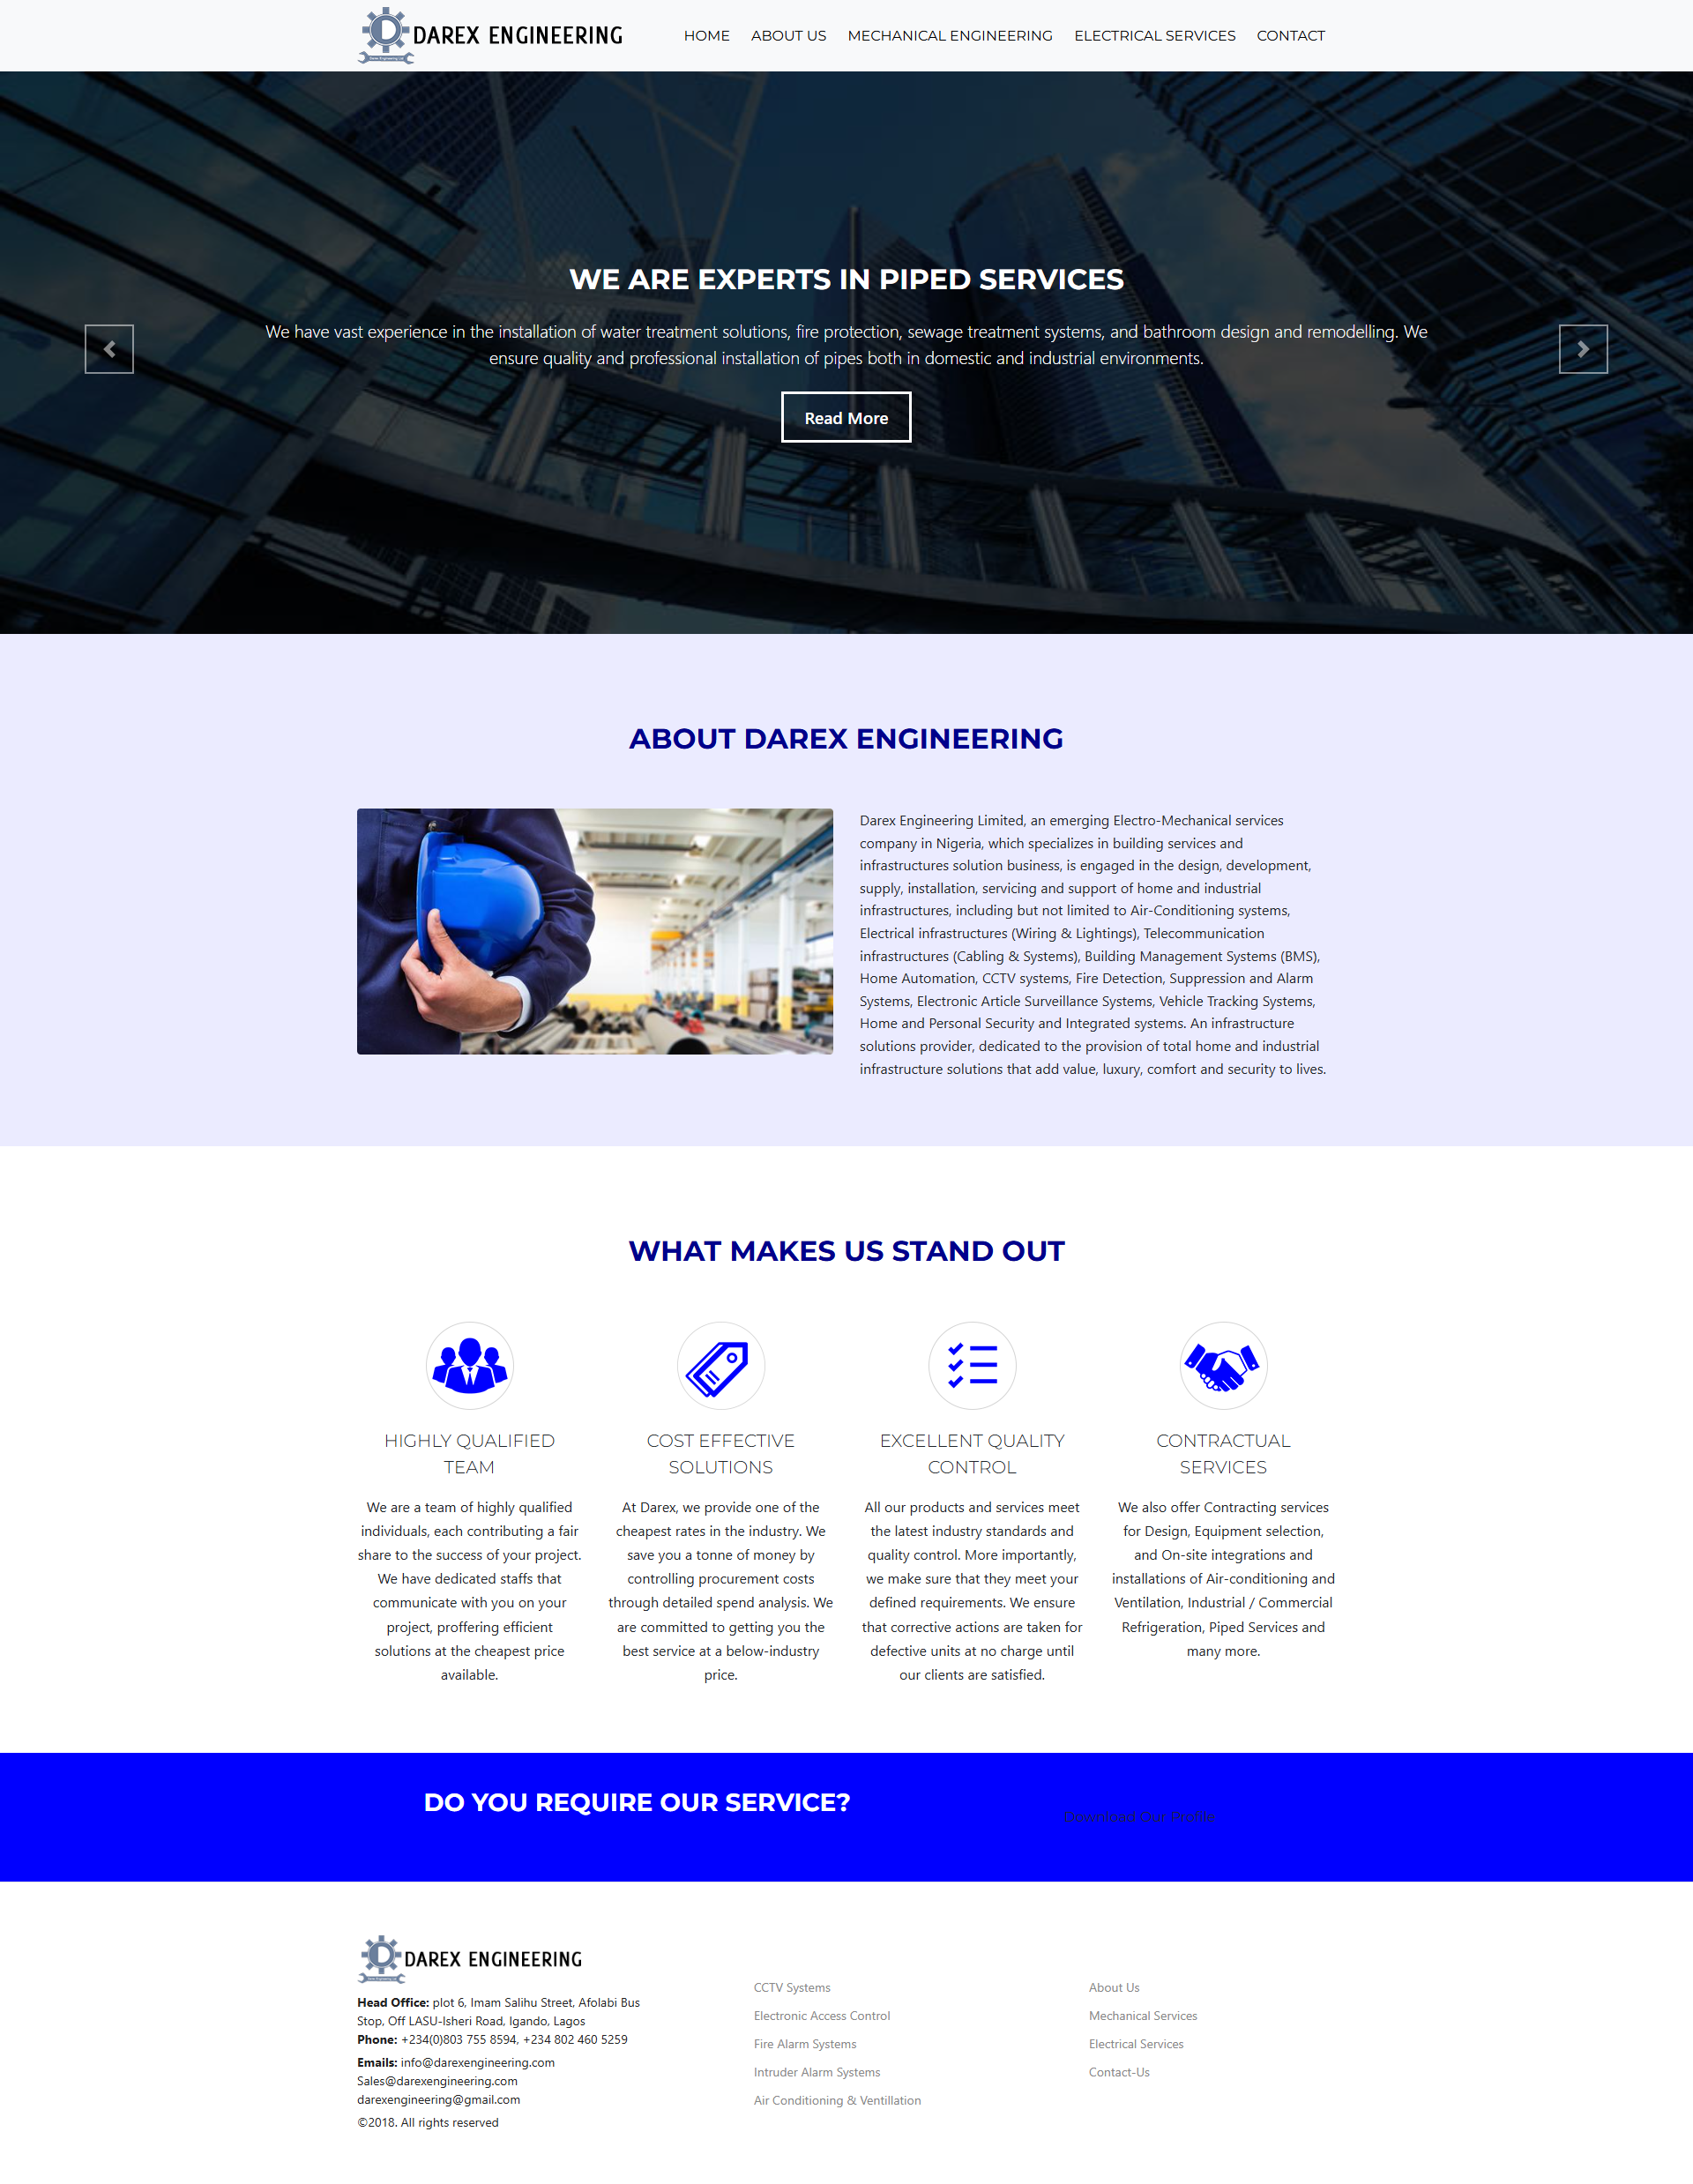 DAREX ENGINEERING
HOME ABOUT US MECHANICAL ENGINEERING ELECTRICAL SERVICES CONTACT
WE ARE EXPERTS IN PIPED SERVICES
We have vast experience in the installation of water treatment solutions, fire protection, sewage treatment systems, and bathroom design and remodelling. We
ensure quality and professional installation of pipes both in domestic and industrial environments.
Read More
ABOUT DAREX ENGINEERING
Darex Engineering Limited, an emerging Electro-Mechanical services
company in Nigeria, which specializes in building services and
infrastructures solution business, is engaged in the design, development,
supply, installation, servicing and support of home and industrial
infrastructures, including but not limited to Air-Conditioning systems,
Electrical infrastructures (Wiring & Lightings), Telecommunication
infrastructures (Cabling & Systems), Building Management Systems (BMS),
Home Automation, CCTV systems, Fire Detection, Suppression and Alarm
Systems, Electronic Article Surveillance Systems, Vehicle Tracking Systems,
Home and Personal Security and Integrated systems. An infrastructure
solutions provider, dedicated to the provision of total home and industrial
infrastructure solutions that add value, luxury, comfort and security to lives.
WHAT MAKES US STAND OUT
HIGHLY QUALIFIED
TEAM
We are a team of highly qualified
individuals, each contributing a fair
share to the success of your project.
We have dedicated staffs that
communicate with you on your
project, proffering efficient
solutions at the cheapest price
available.
COST EFFECTIVE
SOLUTIONS
At Darex, we provide one of the
cheapest rates in the industry. We
save you a tonne of money by
controlling procurement costs
through detailed spend analysis. We
are committed to getting you the
best service at a below-industry
price.
EXCELLENT QUALITY
CONTROL
All our products and services meet
the latest industry standards and
quality control. More importantly,
we make sure that they meet your
defined requirements. We ensure
that corrective actions are taken for
defective units at no charge until
our clients are satisfied.
CONTRACTUAL
SERVICES
We also offer Contracting services
for Design, Equipment selection,
and On-site integrations and
installations of Air-conditioning and
Ventilation, Industrial / Commercial
Refrigeration, Piped Services and
many more.
DO YOU REQUIRE OUR SERVICE?
Download Our Profile
DAREX ENGINEERING
Head Office: plot 6, Imam Salihu Street, Afolabi Bus
Stop, Off LASU-Isheri Road, Igando, Lagos
Phone: +234(0)803 755 8594, +234 802 460 5259
Emails: info@darexengineering.com
Sales@darexengineering.com
darexengineering@gmail.com
©2018. All rights reserved
CCTV Systems
Electronic Access Control
Fire Alarm Systems
Intruder Alarm Systems
Air Conditioning & Ventillation
About Us
Mechanical Services
Electrical Services
Contact-Us